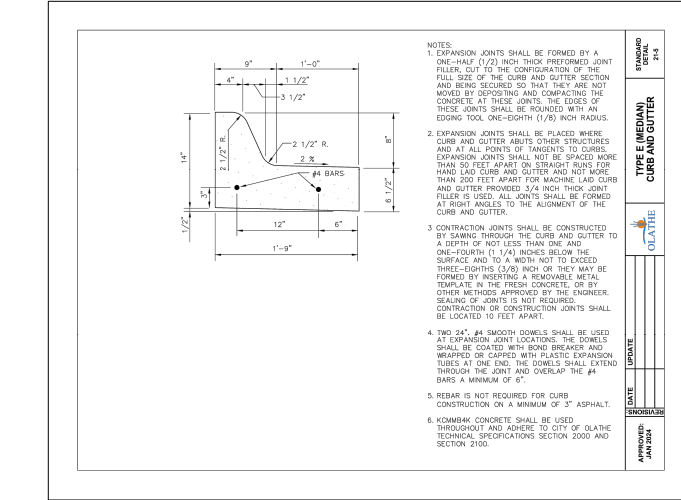 9"
1'-0"
4"
1 1/2"
3 1/2"
2 1/2" R.
2 1/2" R.
2 %
#4 BARS
14"
3"
1/2"
8"
6 1/2"
12"
6"
1'-9"
NOTES:
1. EXPANSION JOINTS SHALL BE FORMED BY A
ONE-HALF (1/2) INCH THICK PREFORMED JOINT
FILLER, CUT TO THE CONFIGURATION OF THE
FULL SIZE OF THE CURB AND GUTTER SECTION
AND BEING SECURED SO THAT THEY ARE NOT
MOVED BY DEPOSITING AND COMPACTING THE
CONCRETE AT THESE JOINTS. THE EDGES OF
THESE JOINTS SHALL BE ROUNDED WITH AN
EDGING TOOL ONE-EIGHTH (1/8) INCH RADIUS.
2. EXPANSION JOINTS SHALL BE PLACED WHERE
CURB AND GUTTER ABUTS OTHER STRUCTURES
AND AT ALL POINTS OF TANGENTS TO CURBS.
EXPANSION JOINTS SHALL NOT BE SPACED MORE
THAN 50 FEET APART ON STRAIGHT RUNS FOR
HAND LAID CURB AND GUTTER AND NOT MORE
THAN 200 FEET APART FOR MACHINE LAID CURB
AND GUTTER PROVIDED 3/4 INCH THICK JOINT
FILLER IS USED. ALL JOINTS SHALL BE FORMED
AT RIGHT ANGLES TO THE ALIGNMENT OF THE
CURB AND GUTTER.
3 CONTRACTION JOINTS SHALL BE CONSTRUCTED
BY SAWING THROUGH THE CURB AND GUTTER TO
A DEPTH OF NOT LESS THAN ONE AND
ONE-FOURTH (1 1/4) INCHES BELOW THE
SURFACE AND TO A WIDTH NOT TO EXCEED
THREE-EIGHTHS (3/8) INCH OR THEY MAY BE
FORMED BY INSERTING A REMOVABLE METAL
TEMPLATE IN THE FRESH CONCRETE, OR BY
OTHER METHODS APPROVED BY THE ENGINEER.
SEALING OF JOINTS IS NOT REQUIRED.
CONTRACTION OR CONSTRUCTION JOINTS SHALL
BE LOCATED 10 FEET APART.
4. TWO 24", #4 SMOOTH DOWELS SHALL BE USED
AT EXPANSION JOINT LOCATIONS. THE DOWELS
SHALL BE COATED WITH BOND BREAKER AND
WRAPPED OR CAPPED WITH PLASTIC EXPANSION
TUBES AT ONE END. THE DOWELS SHALL EXTEND
THROUGH THE JOINT AND OVERLAP THE #4
BARS A MINIMUM OF 6".
5. REBAR IS NOT REQUIRED FOR CURB
CONSTRUCTION ON A MINIMUM OF 3" ASPHALT.
6. KCMMB4K CONCRETE SHALL BE USED
THROUGHOUT AND ADHERE TO CITY OF OLATHE
TECHNICAL SPECIFICATIONS SECTION 2000 AND
SECTION 2100.
STANDARD
DETAIL
21-5
TYPE E (MEDIAN)
CURB AND GUTTER
OLATHE
UPDATE
DATE
REVISIONS:
APPROVED:
JAN 2024